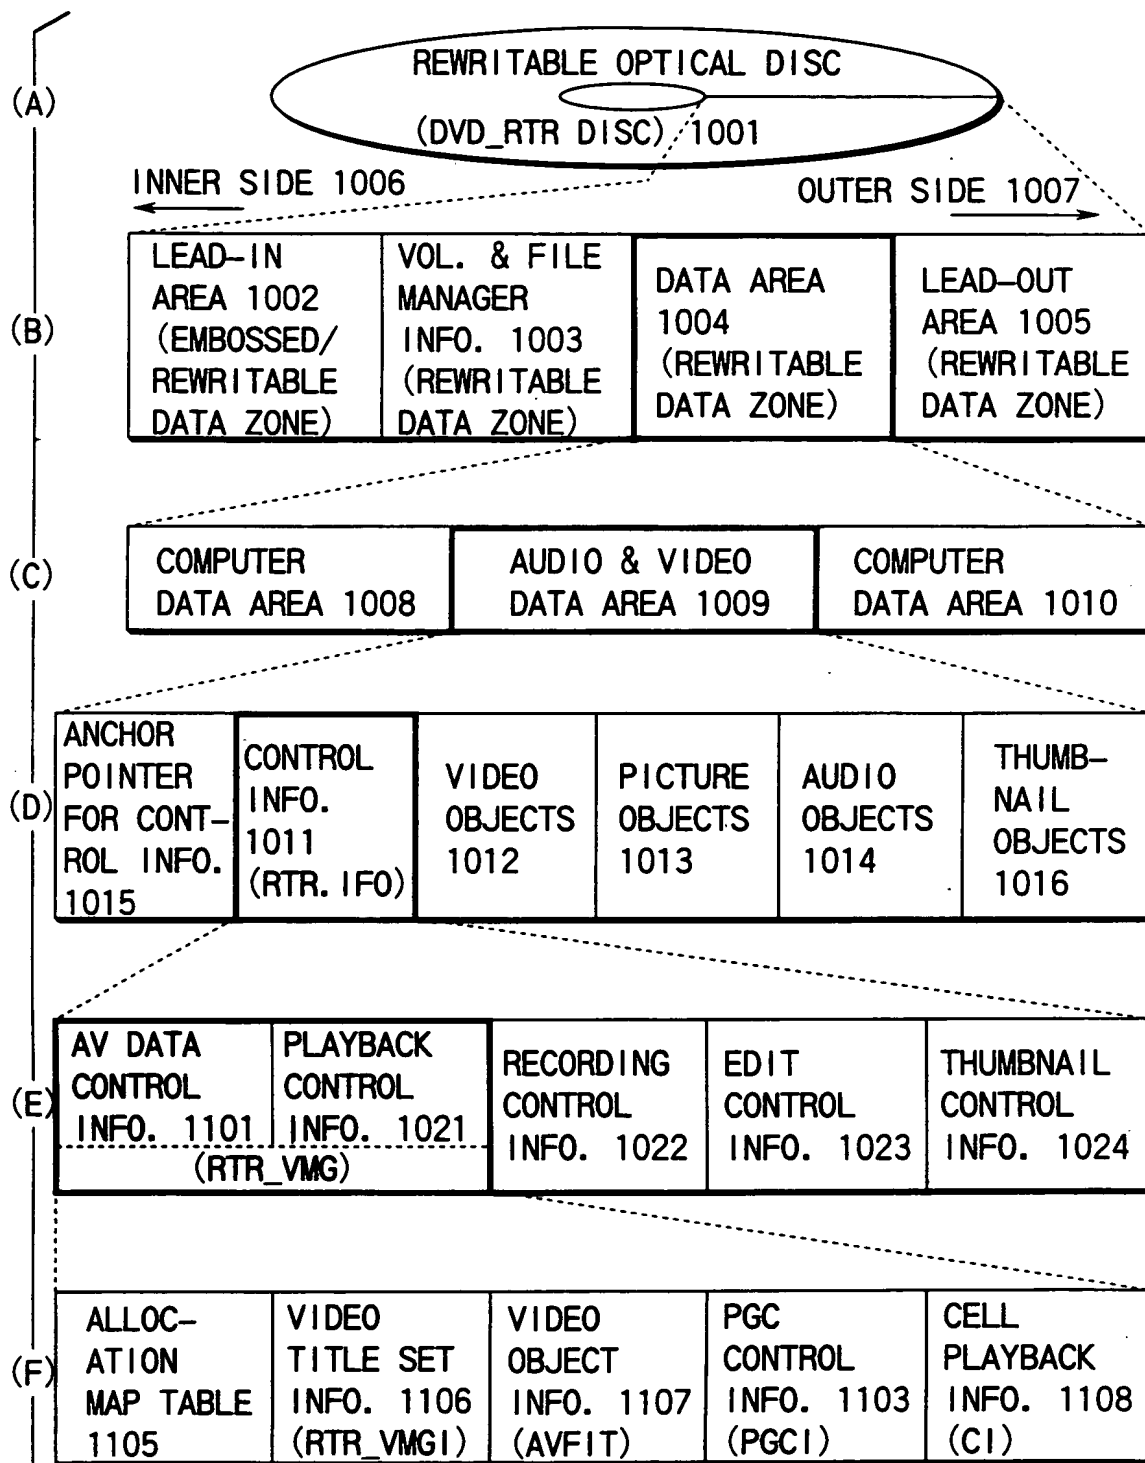 (A)
REWRITABLE OPTICAL DISC
(DVD_RTR DISC) 1001
INNER SIDE 1006
OUTER SIDE 1007
(B)
LEAD-IN
AREA 1002
(EMBOSSED/
REWRITABLE
DATA ZONE)
VOL. & FILE
MANAGER
INFO. 1003
(REWRITABLE
DATA ZONE)
DATA AREA
1004
(REWRITABLE
DATA ZONE)
LEAD-OUT
AREA 1005
(REWRITABLE
DATA ZONE)
(C)
COMPUTER
DATA AREA 1008
AUDIO & VIDEO
DATA AREA 1009
COMPUTER
DATA AREA 1010
(D)
ANCHOR
POINTER
FOR CONT-
ROL INFO.
1015
CONTROL
INFO.
1011
(RTR.IFO)
VIDEO
OBJECTS
1012
PICTURE
OBJECTS
1013
AUDIO
OBJECTS
1014
THUMB-
NAIL
OBJECTS
1016
(E)
AV DATA
CONTROL
INFO. 1101
PLAYBACK
CONTROL
INFO. 1021
(RTR_VMG)
RECORDING
CONTROL
INFO. 1022
EDIT
CONTROL
INFO. 1023
THUMBNAIL
CONTROL
INFO. 1024
(F)
ALLOC-
ATION
MAP TABLE
1105
VIDEO
TITLE SET
INFO. 1106
(RTR_VMGI)
VIDEO
OBJECT
INFO. 1107
(AVFIT)
PGC
CONTROL
INFO. 1103
(PGCI)
CELL
PLAYBACK
INFO. 1108
(CI)